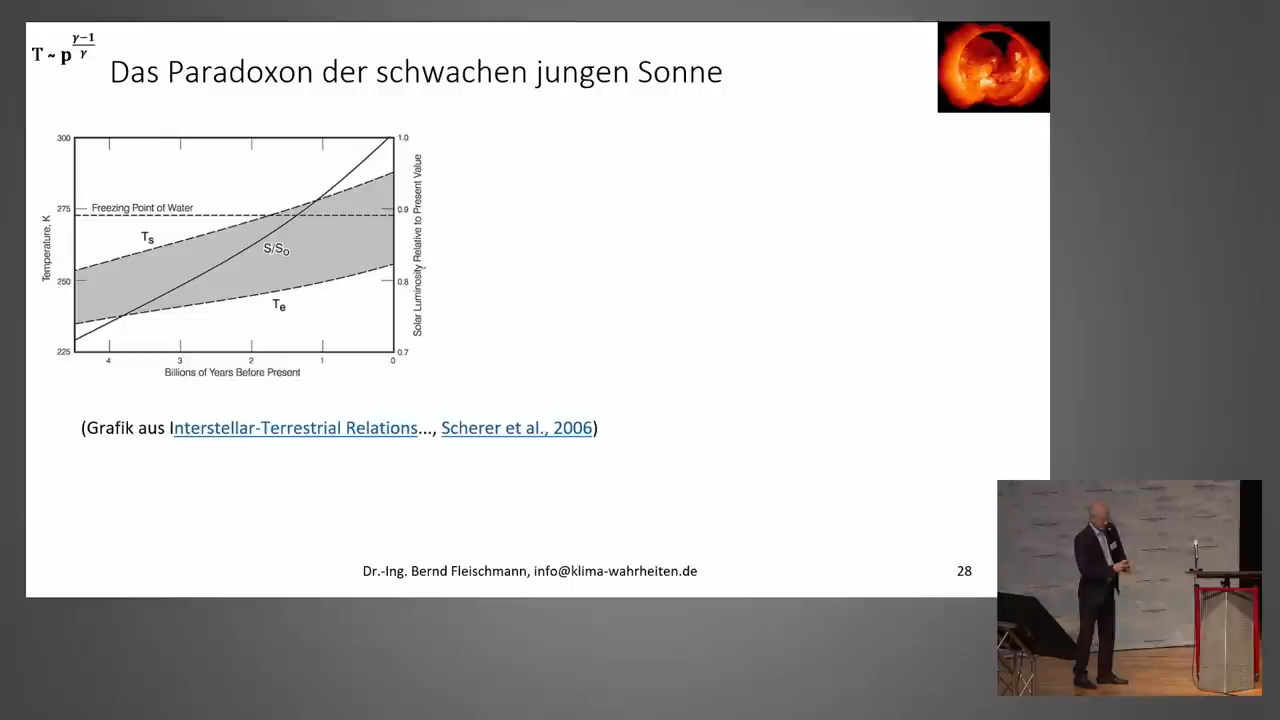 T ~ p^((γ−1)/γ)
Das Paradoxon der schwachen jungen Sonne
300
275
250
225
Temperature, K
Freezing Point of Water
Ts
S/So
Te
1.0
0.9
0.8
0.7
Solar Luminosity Relative to Present Value
4 3 2 1 0
Billions of Years Before Present
(Grafik aus Interstellar-Terrestrial Relations..., Scherer et al., 2006)
Dr.-Ing. Bernd Fleischmann, info@klima-wahrheiten.de
28